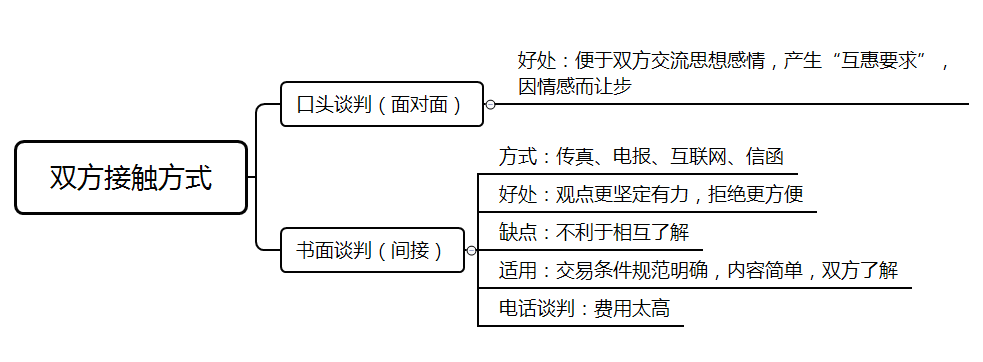 双方接触方式
口头谈判（面对面）
好处：便于双方交流思想感情，产生“互惠要求”，
因情感而让步
书面谈判（间接）
方式：传真、电报、互联网、信函
好处：观点更坚定有力，拒绝更方便
缺点：不利于相互了解
适用：交易条件规范明确，内容简单，双方了解
电话谈判：费用太高